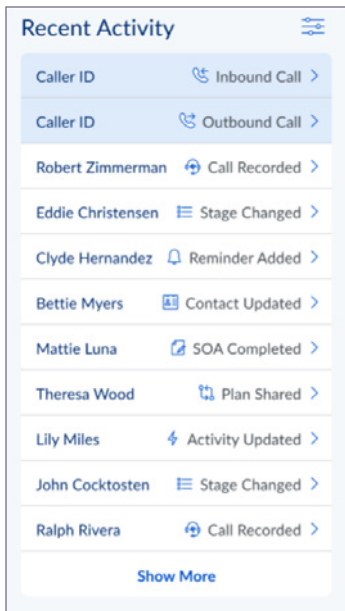 Recent Activity
Caller ID Inbound Call
Caller ID Outbound Call
Robert Zimmerman Call Recorded
Eddie Christensen Stage Changed
Clyde Hernandez Reminder Added
Bettie Myers Contact Updated
Mattie Luna SOA Completed
Theresa Wood Plan Shared
Lily Miles Activity Updated
John Cocktosten Stage Changed
Ralph Rivera Call Recorded
Show More